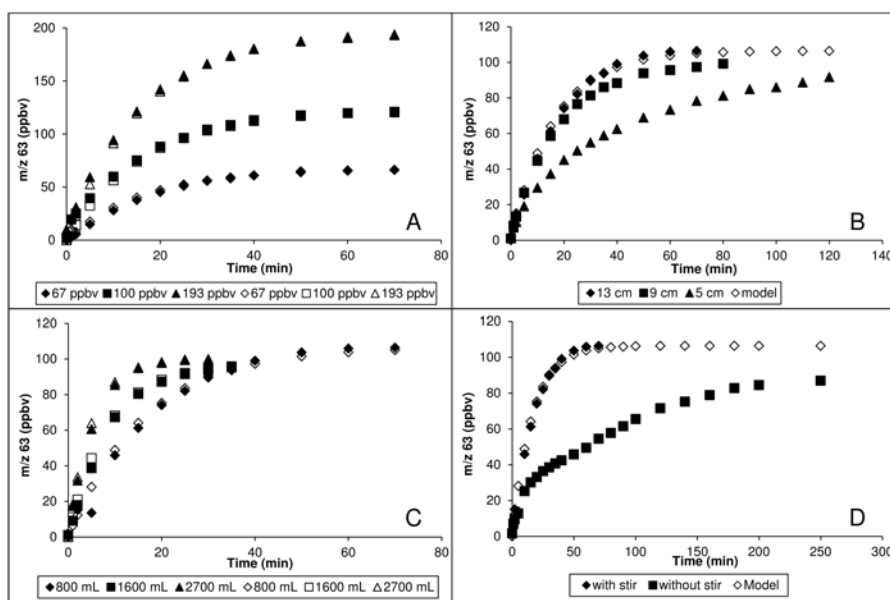 m/z 63 (ppbv)
200
150
100
50
0
0 20 40 60 80
Time (min)
A
67 ppbv 100 ppbv 193 ppbv 67 ppbv 100 ppbv 193 ppbv
m/z 63 (ppbv)
120
100
80
60
40
20
0
0 20 40 60 80 100 120 140
Time (min)
B
13 cm 9 cm 5 cm model
m/z 63 (ppbv)
120
100
80
60
40
20
0
0 20 40 60 80
Time (min)
C
800 mL 1600 mL 2700 mL 800 mL 1600 mL 2700 mL
m/z 63 (ppbv)
120
100
80
60
40
20
0
0 50 100 150 200 250 300
Time (min)
D
with stir without stir Model